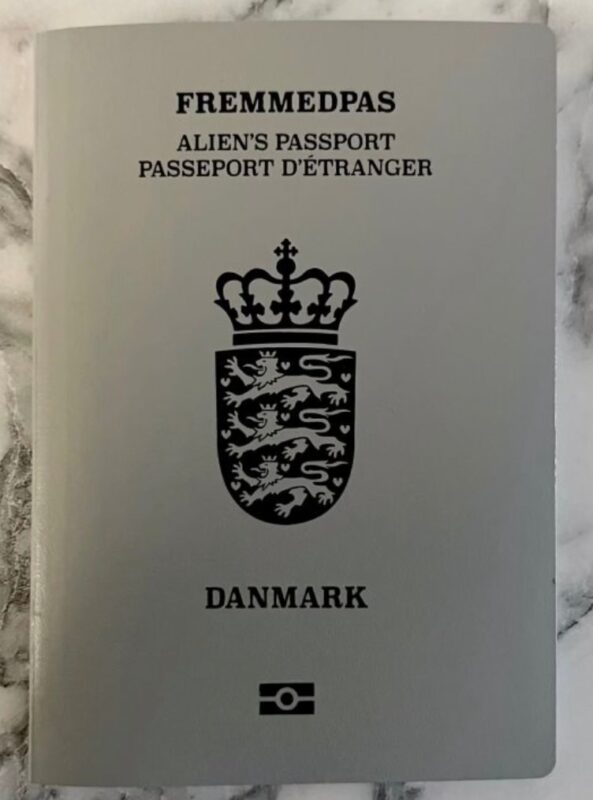 FREMMEDPAS
ALIEN'S PASSPORT
PASSEPORT D'ÉTRANGER
DANMARK